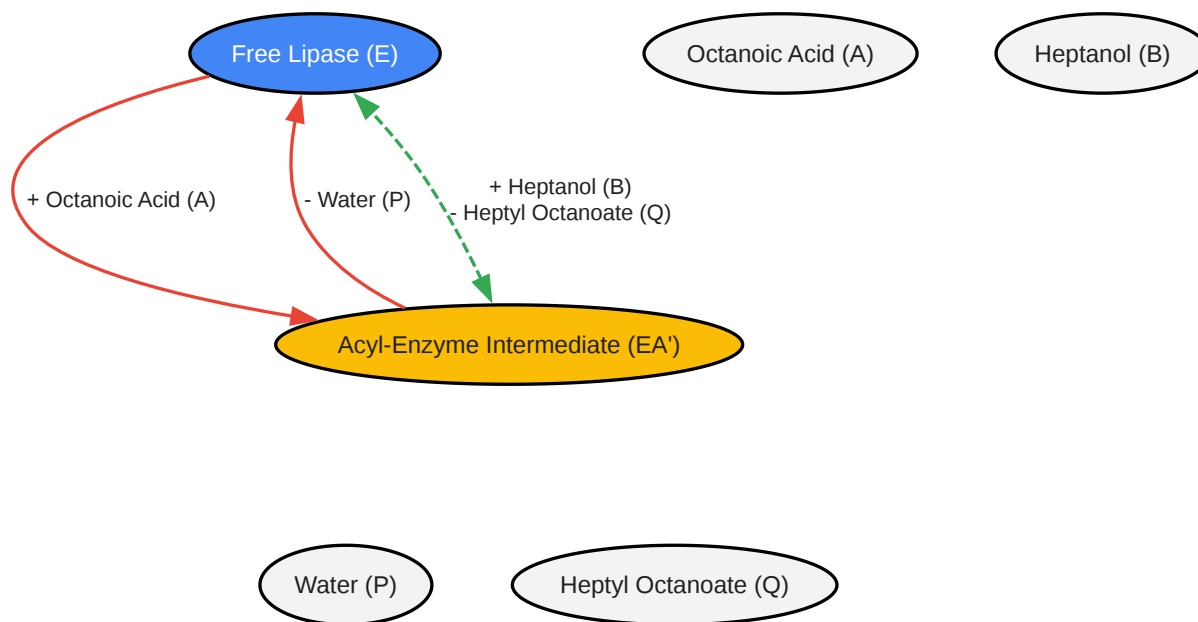 Free Lipase (E)
Octanoic Acid (A)
Heptanol (B)
+ Octanoic Acid (A)
- Water (P)
+ Heptanol (B)
- Heptyl Octanoate (Q)
Acyl-Enzyme Intermediate (EA')
Water (P)
Heptyl Octanoate (Q)